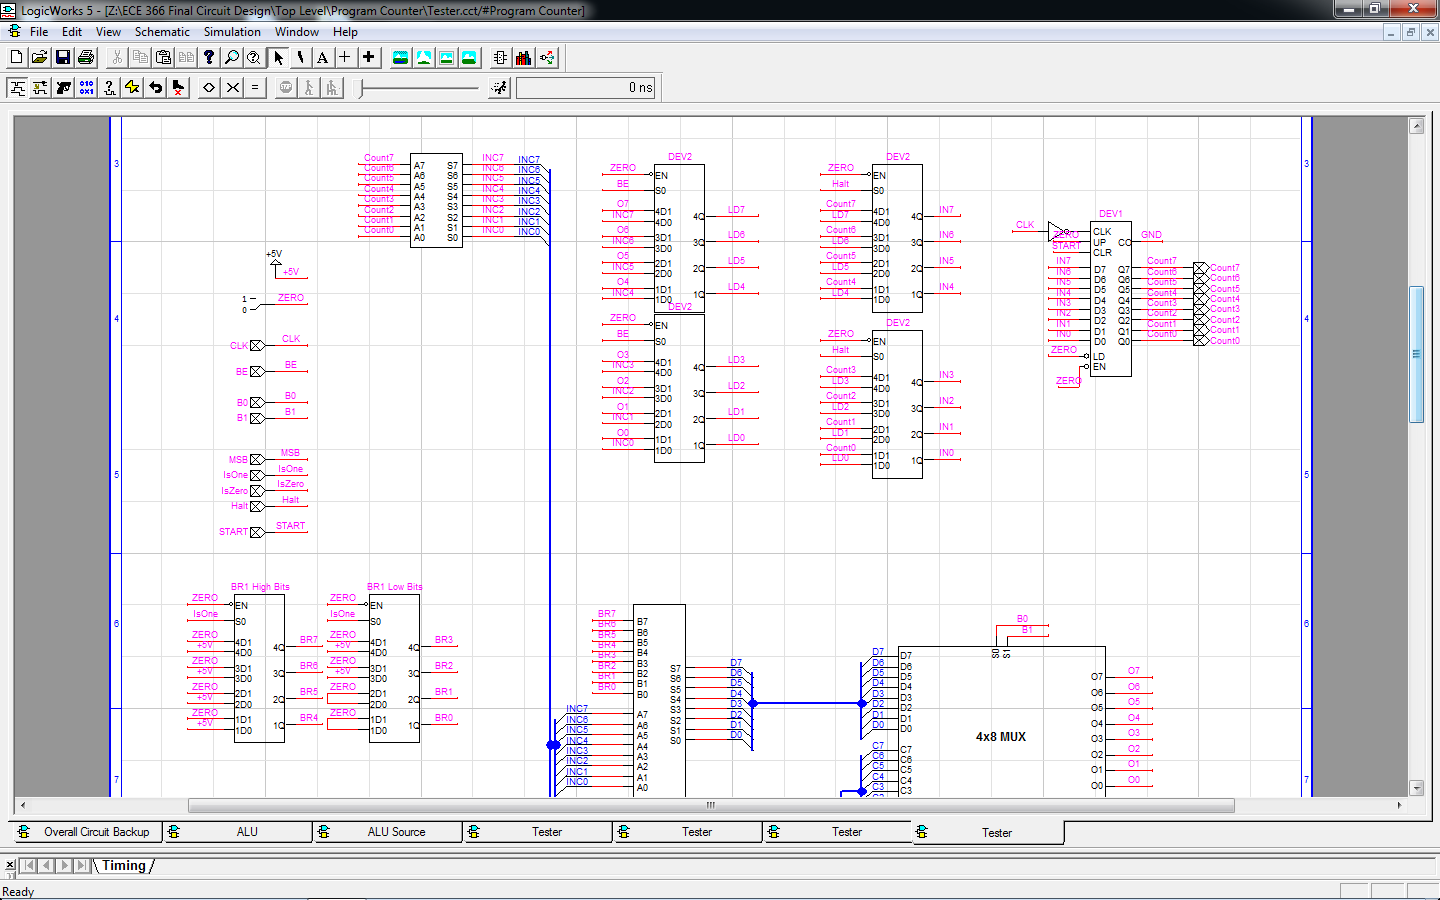 LogicWorks 5 - [Z:\ECE 366 Final Circuit Design\Top Level\Program Counter\Tester.cct/#Program Counter]
File Edit View Schematic Simulation Window Help
0 ns
3 3
Count7 A7 S7 INC7 INC7
Count6 A6 S6 INC6 INC6
Count5 A5 S5 INC5 INC5
Count4 A4 S4 INC4 INC4
Count3 A3 S3 INC3 INC3
Count2 A2 S2 INC2 INC2
Count1 A1 S1 INC1 INC1
Count0 A0 S0 INC0 INC0
DEV2
ZERO EN
BE S0
O7 4D1 4Q LD7
INC7 4D0
O6 3D1 3Q LD6
INC6 3D0
O5 2D1 2Q LD5
INC5 2D0
O4 1D1 1Q LD4
INC4 1D0
DEV2
ZERO EN
BE S0
O3 4D1 4Q LD3
INC3 4D0
O2 3D1 3Q LD2
INC2 3D0
O1 2D1 2Q LD1
INC1 2D0
O0 1D1 1Q LD0
INC0 1D0
DEV2
ZERO EN
Halt S0
Count7 4D1 4Q IN7
LD7 4D0
Count6 3D1 3Q IN6
LD6 3D0
Count5 2D1 2Q IN5
LD5 2D0
Count4 1D1 1Q IN4
LD4 1D0
DEV2
ZERO EN
Halt S0
Count3 4D1 4Q IN3
LD3 4D0
Count2 3D1 3Q IN2
LD2 3D0
Count1 2D1 2Q IN1
LD1 2D0
Count0 1D1 1Q IN0
LD0 1D0
DEV1
CLK CLK
ZERO UP CO GND
START CLR
IN7 D7 Q7 Count7 Count7
IN6 D6 Q6 Count6 Count6
IN5 D5 Q5 Count5 Count5
IN4 D4 Q4 Count4 Count4
IN3 D3 Q3 Count3 Count3
IN2 D2 Q2 Count2 Count2
IN1 D1 Q1 Count1 Count1
IN0 D0 Q0 Count0 Count0
ZERO LD
EN
ZERO
+5V
+5V
1 ZERO
0
4 4
CLK CLK
BE BE
B0 B0
B1 B1
MSB MSB
IsOne IsOne
IsZero IsZero
Halt Halt
START START
5 5
BR1 High Bits
ZERO EN
IsOne S0
ZERO 4D1 4Q BR7
+5V 4D0
ZERO 3D1 3Q BR6
+5V 3D0
ZERO 2D1 2Q BR5
+5V 2D0
ZERO 1D1 1Q BR4
+5V 1D0
BR1 Low Bits
ZERO EN
IsOne S0
ZERO 4D1 4Q BR3
+5V 4D0
ZERO 3D1 3Q BR2
+5V 3D0
ZERO 2D1 2Q BR1
2D0
ZERO 1D1 1Q BR0
1D0
6 6
BR7 B7
BR6 B6
BR5 B5
BR4 B4
BR3 B3
BR2 B2
BR1 B1
BR0 B0
S7 D7
S6 D6
S5 D5
S4 D4
S3 D3
S2 D2
S1 D1
S0 D0
INC7 A7
INC6 A6
INC5 A5
INC4 A4
INC3 A3
INC2 A2
INC1 A1
INC0 A0
B0
B1
S0 S1
D7 D7
D6 D6
D5 D5
D4 D4
D3 D3
D2 D2
D1 D1
D0 D0
C7 C7
C6 C6
C5 C5
C4 C4
C3 C3
4x8 MUX
O7 O7
O6 O6
O5 O5
O4 O4
O3 O3
O2 O2
O1 O1
O0 O0
7 7
Overall Circuit Backup ALU ALU Source Tester Tester Tester Tester
Timing
Ready